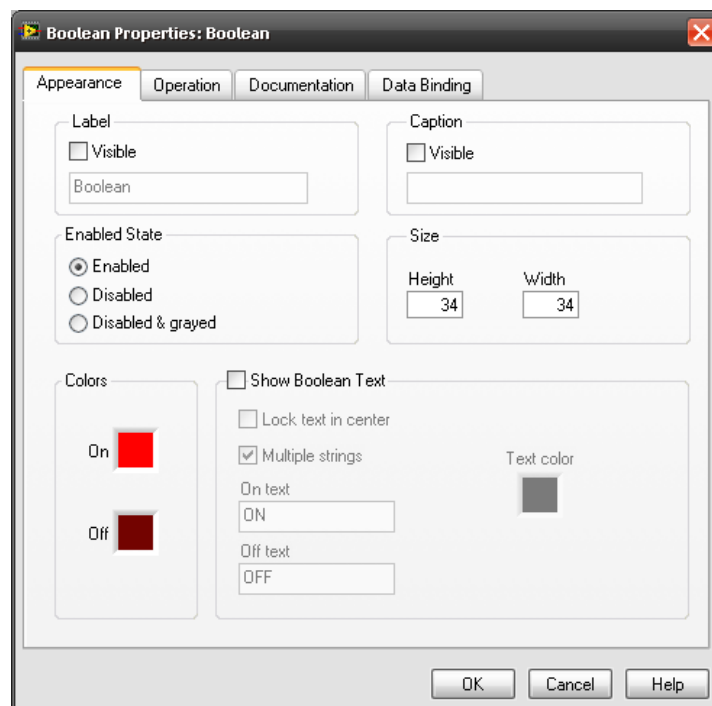 Boolean Properties: Boolean
Appearance Operation Documentation Data Binding
Label
Visible
Boolean
Caption
Visible
Enabled State
Enabled
Disabled
Disabled & grayed
Size
Height Width
34 34
Colors
On
Off
Show Boolean Text
Lock text in center
Multiple strings
On text
ON
Off text
OFF
Text color
OK Cancel Help